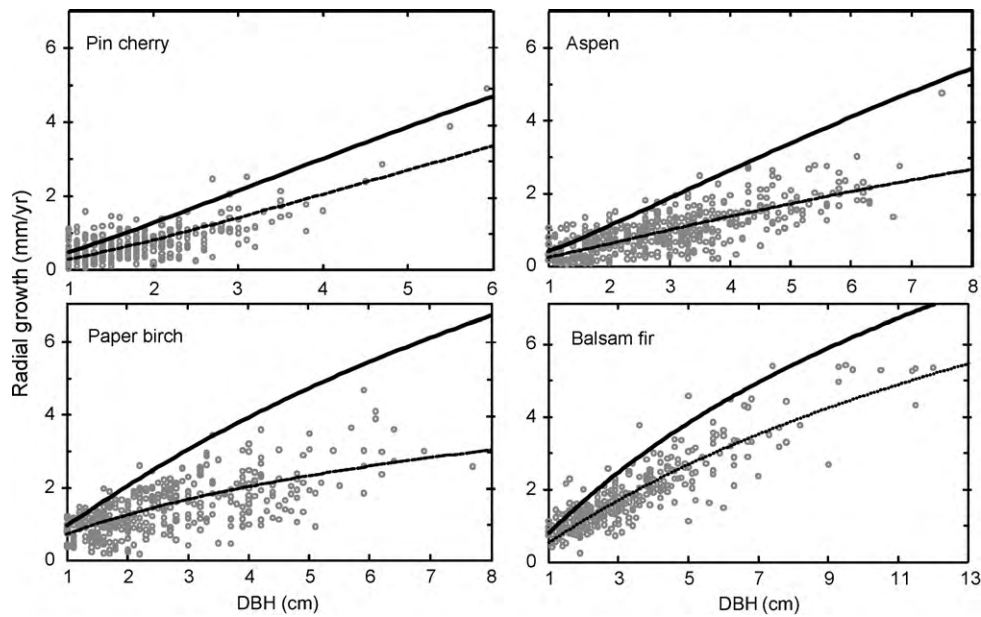 Pin cherry
6
4
2
0
1 2 3 4 5 6
Aspen
6
4
2
0
1 2 3 4 5 6 7 8
Radial growth (mm/yr)
Paper birch
6
4
2
0
1 2 3 4 5 6 7 8
DBH (cm)
Balsam fir
6
4
2
0
1 3 5 7 9 11 13
DBH (cm)